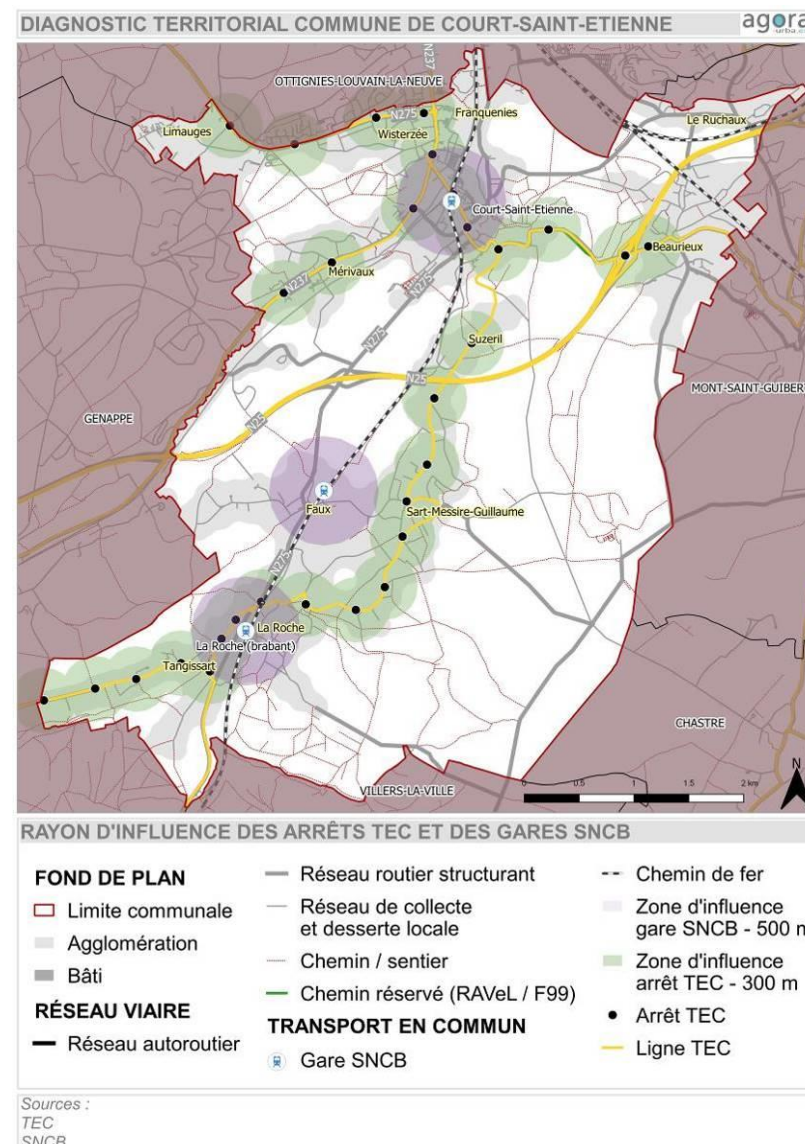 DIAGNOSTIC TERRITORIAL COMMUNE DE COURT-SAINT-ETIENNE
agora
OTTIGNIES-LOUVAIN-LA-NEUVE
N237
Franquenies
Le Ruchaux
N275
Limauges
Wisterzée
Court-Saint-Etienne
Beaurieux
Mérivaux
N237
N275
N275
Suzeril
N25
MONT-SAINT-GUIBER
GENAPPE
N25
Faux
Sart-Messire-Guillaume
N275
La Roche
La Roche (brabant)
Tangissart
CHASTRE
VILLERS-LA-VILLE
0 0.5 1 1.5 2 km
N
RAYON D'INFLUENCE DES ARRÊTS TEC ET DES GARES SNCB
FOND DE PLAN
Limite communale
Agglomération
Bâti
RÉSEAU VIAIRE
Réseau autoroutier
Réseau routier structurant
Réseau de collecte
et desserte locale
Chemin / sentier
Chemin réservé (RAVeL / F99)
TRANSPORT EN COMMUN
Gare SNCB
Chemin de fer
Zone d'influence
gare SNCB - 500 m
Zone d'influence
arrêt TEC - 300 m
Arrêt TEC
Ligne TEC
Sources :
TEC
SNCB